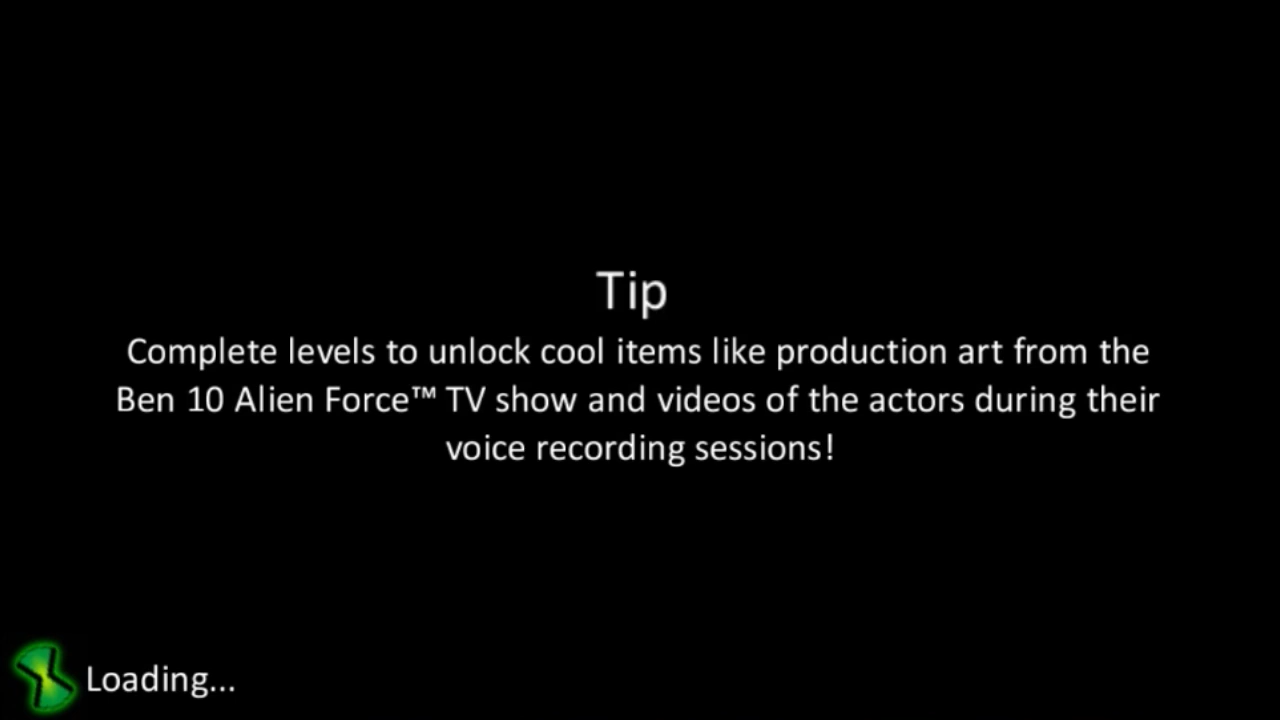 Tip
Complete levels to unlock cool items like production art from the
Ben 10 Alien Force™ TV show and videos of the actors during their
voice recording sessions!
Loading...